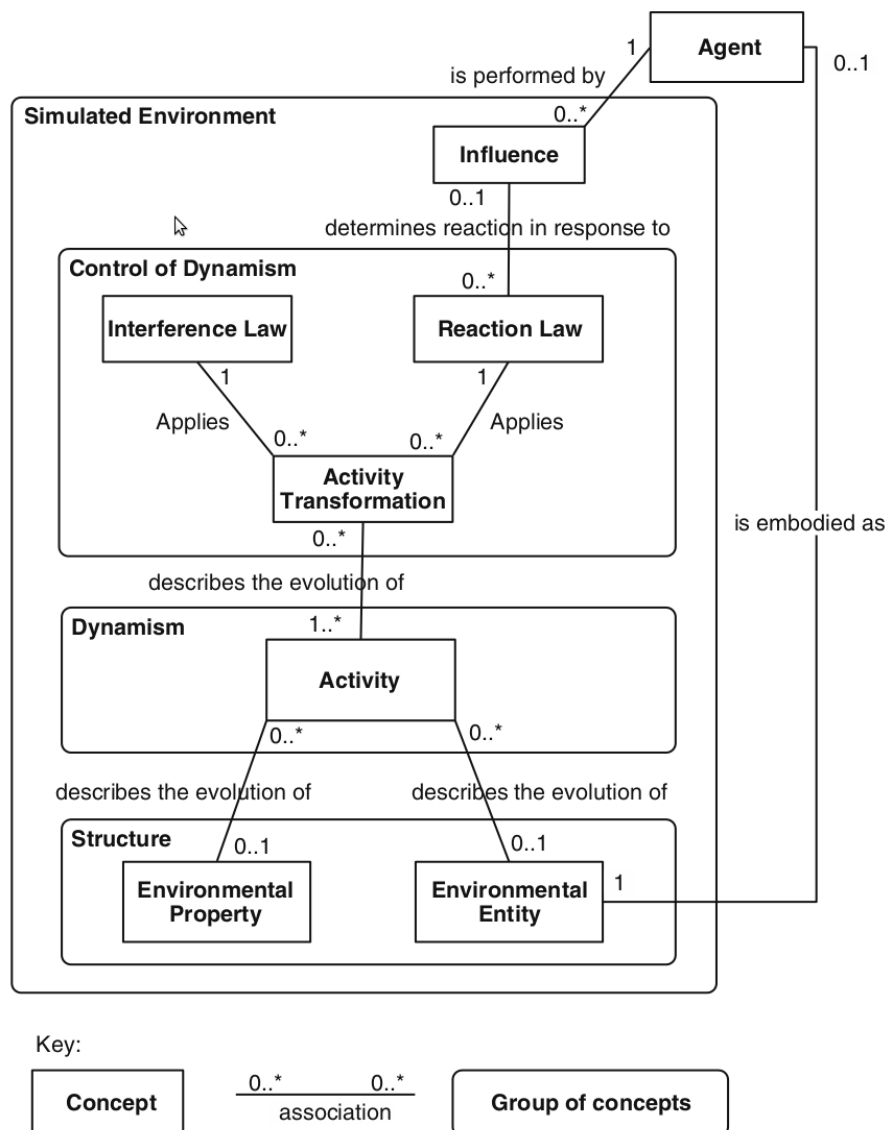 Agent
1
0..1
is performed by
0..*
Simulated Environment
Influence
0..1
determines reaction in response to
Control of Dynamism
0..*
Interference Law
Reaction Law
1
1
Applies
Applies
0..*
0..*
Activity
Transformation
0..*
is embodied as
describes the evolution of
Dynamism
1..*
Activity
0..*
0..*
describes the evolution of
describes the evolution of
Structure
0..1
0..1
Environmental
Property
Environmental
Entity
1
Key:
Concept
0..*
0..*
association
Group of concepts